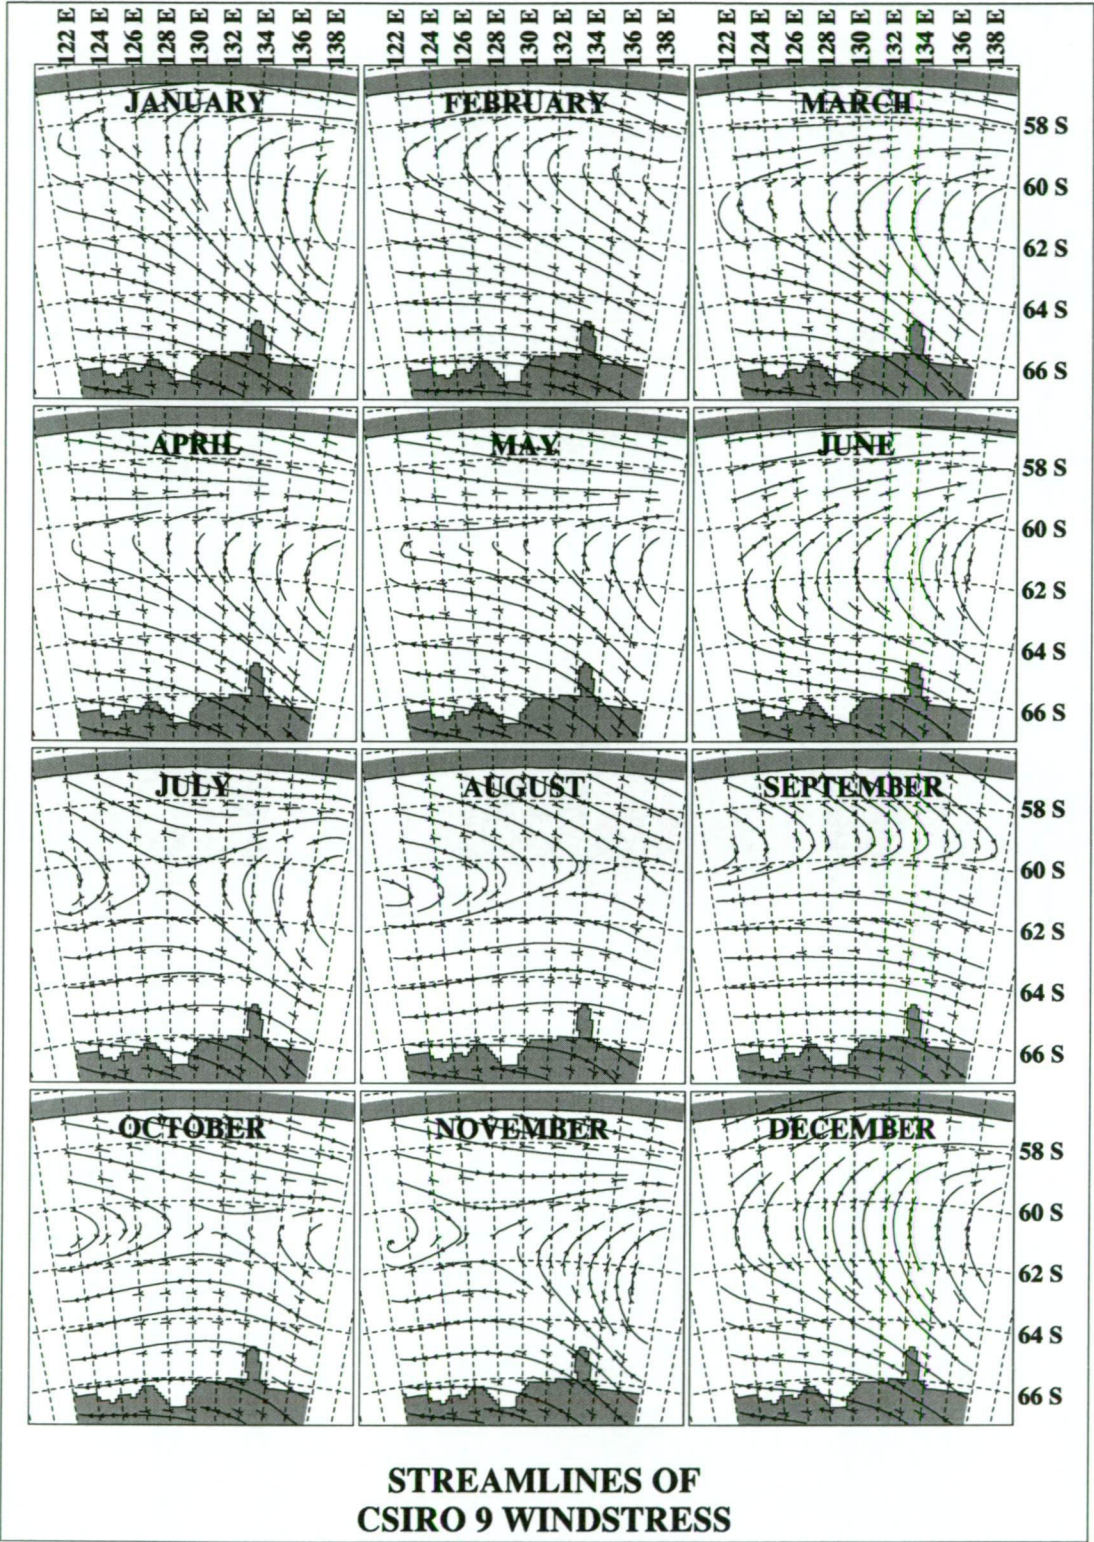 122 E 124 E 126 E 128 E 130 E 132 E 134 E 136 E 138 E 122 E 124 E 126 E 128 E 130 E 132 E 134 E 136 E 138 E 122 E 124 E 126 E 128 E 130 E 132 E 134 E 136 E 138 E
JANUARY FEBRUARY MARCH
58 S
60 S
62 S
64 S
66 S
APRIL MAY JUNE
58 S
60 S
62 S
64 S
66 S
JULY AUGUST SEPTEMBER
58 S
60 S
62 S
64 S
66 S
OCTOBER NOVEMBER DECEMBER
58 S
60 S
62 S
64 S
66 S
STREAMLINES OF
CSIRO 9 WINDSTRESS